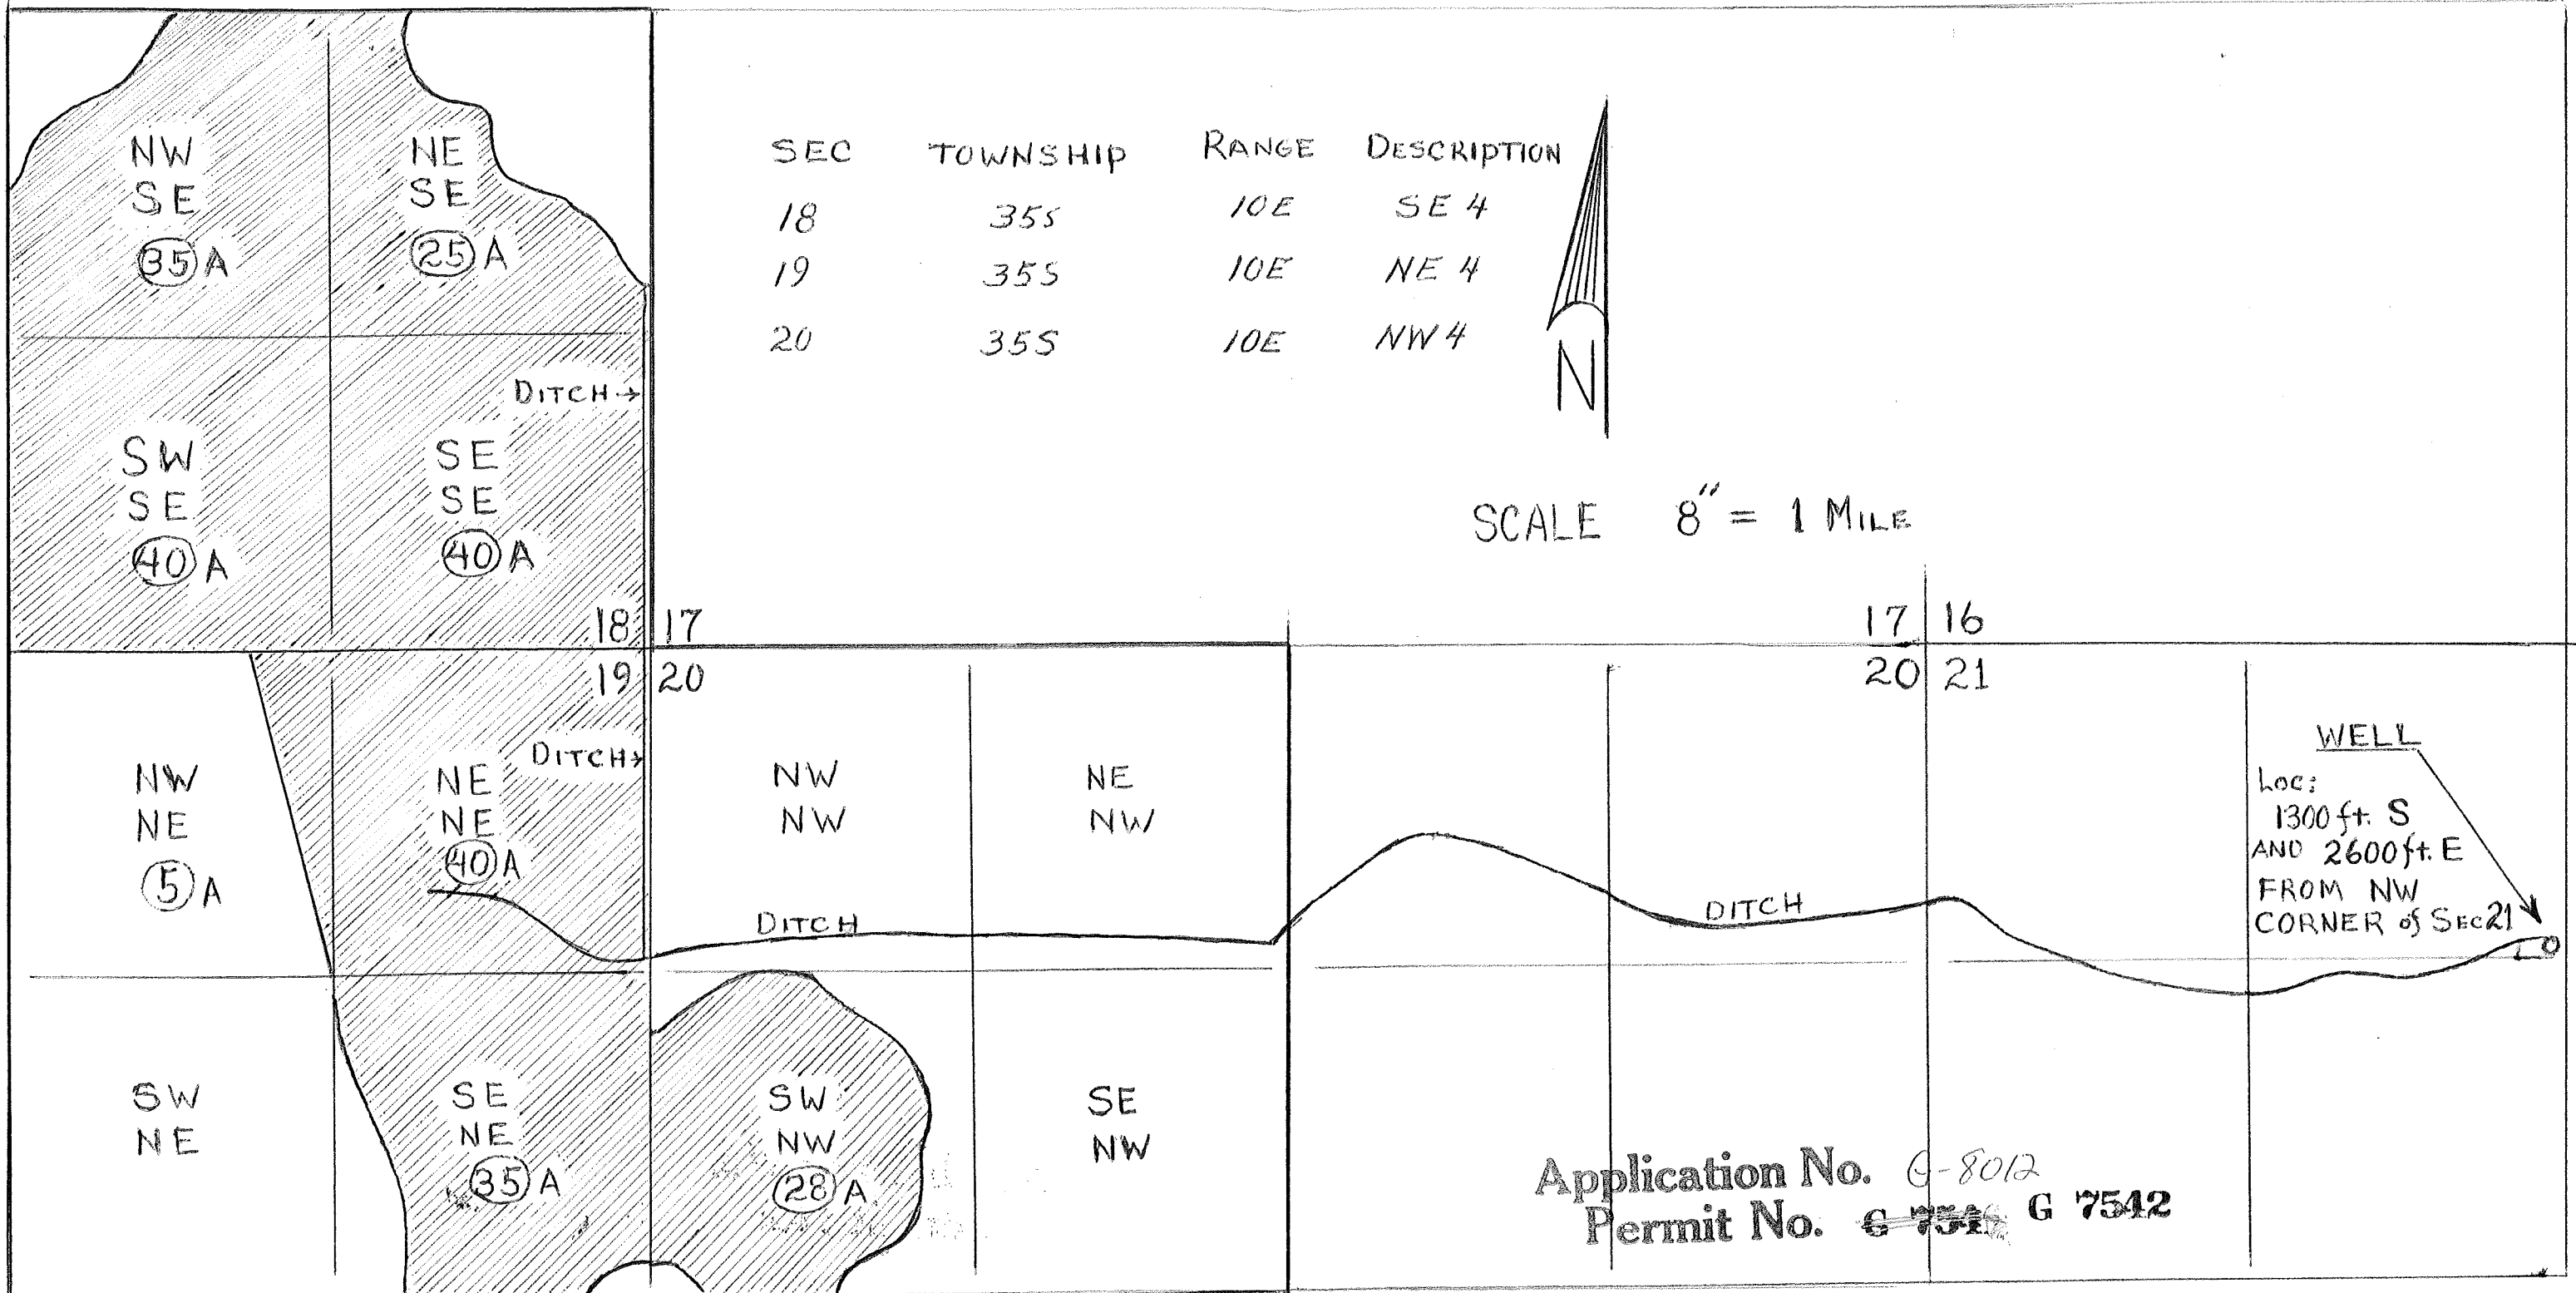 NW
SE
35 A
NE
SE
25 A
SW
SE
40 A
DITCH →
SE
SE
40 A
18 17
19 20
SEC TOWNSHIP RANGE DESCRIPTION
18 35S 10E SE 4
19 35S 10E NE 4
20 35S 10E NW 4
N
SCALE 8" = 1 MILE
17 16
20 21
NW
NE
5 A
DITCH →
NE
NE
40 A
NW
NW
NE
NW
DITCH
DITCH
WELL
Loc:
1300 ft. S
AND 2600 ft. E
FROM NW
CORNER of SEC 21
SW
NE
SE
NE
35 A
SW
NW
28 A
SE
NW
Application No. G-8012
Permit No. G 7542